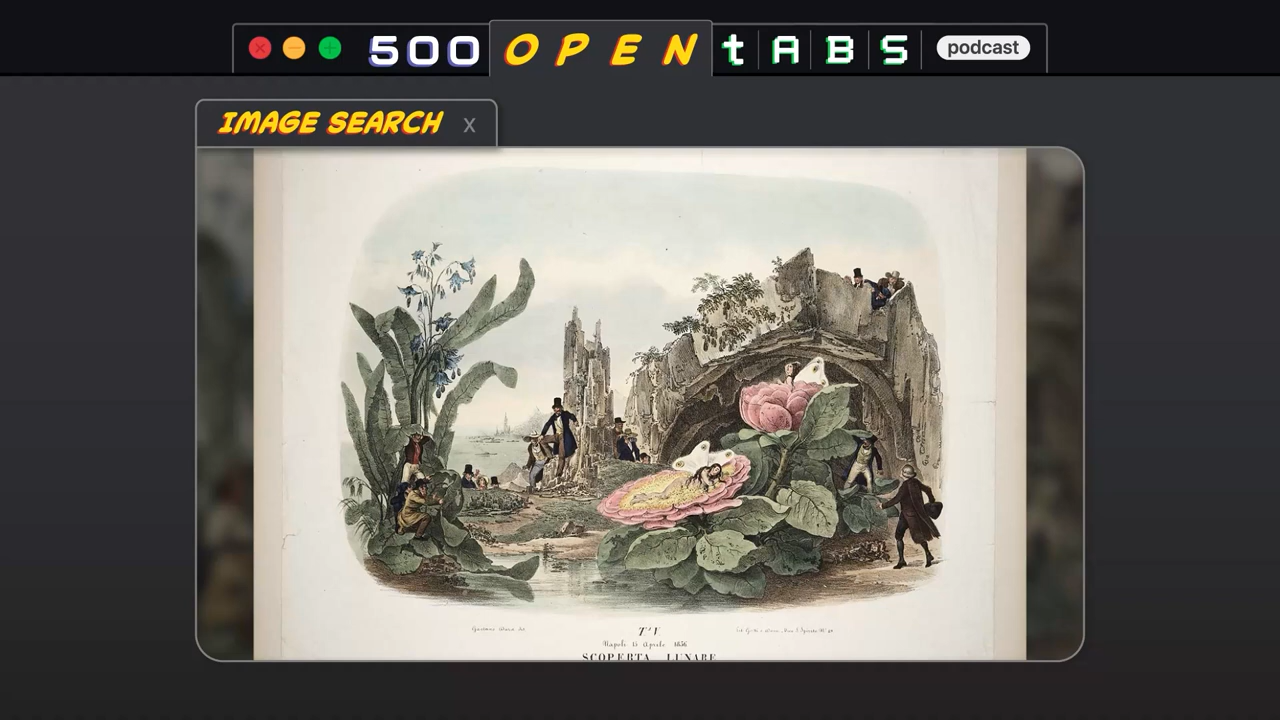 500 OPEN tABS podcast
IMAGE SEARCH x
Napoli 15 Aprile 1836
SCOPERTA LUNARE